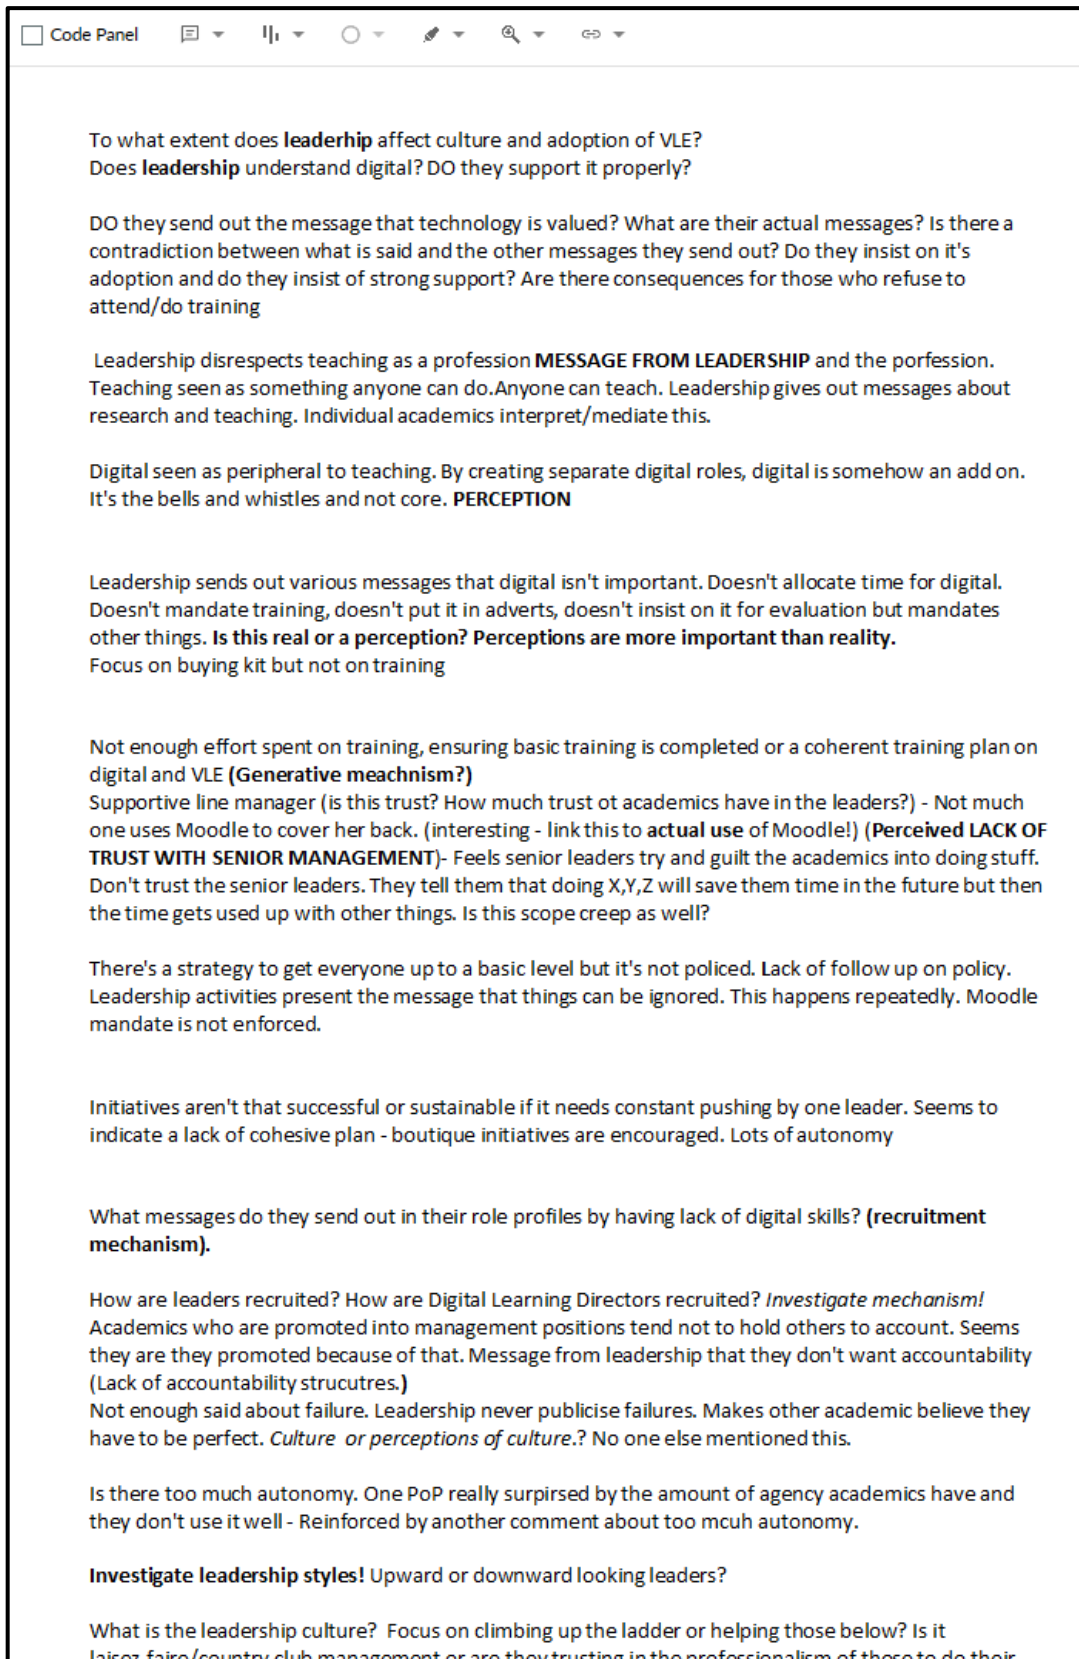 Code Panel
To what extent does leaderhip affect culture and adoption of VLE?
Does leadership understand digital? DO they support it properly?
DO they send out the message that technology is valued? What are their actual messages? Is there a
contradiction between what is said and the other messages they send out? Do they insist on it's
adoption and do they insist of strong support? Are there consequences for those who refuse to
attend/do training
Leadership disrespects teaching as a profession MESSAGE FROM LEADERSHIP and the porfession.
Teaching seen as something anyone can do.Anyone can teach. Leadership gives out messages about
research and teaching. Individual academics interpret/mediate this.
Digital seen as peripheral to teaching. By creating separate digital roles, digital is somehow an add on.
It's the bells and whistles and not core. PERCEPTION
Leadership sends out various messages that digital isn't important. Doesn't allocate time for digital.
Doesn't mandate training, doesn't put it in adverts, doesn't insist on it for evaluation but mandates
other things. Is this real or a perception? Perceptions are more important than reality.
Focus on buying kit but not on training
Not enough effort spent on training, ensuring basic training is completed or a coherent training plan on
digital and VLE (Generative meachnism?)
Supportive line manager (is this trust? How much trust ot academics have in the leaders?) - Not much
one uses Moodle to cover her back. (interesting - link this to actual use of Moodle!) (Perceived LACK OF
TRUST WITH SENIOR MANAGEMENT)- Feels senior leaders try and guilt the academics into doing stuff.
Don't trust the senior leaders. They tell them that doing X,Y,Z will save them time in the future but then
the time gets used up with other things. Is this scope creep as well?
There's a strategy to get everyone up to a basic level but it's not policed. Lack of follow up on policy.
Leadership activities present the message that things can be ignored. This happens repeatedly. Moodle
mandate is not enforced.
Initiatives aren't that successful or sustainable if it needs constant pushing by one leader. Seems to
indicate a lack of cohesive plan - boutique initiatives are encouraged. Lots of autonomy
What messages do they send out in their role profiles by having lack of digital skills? (recruitment
mechanism).
How are leaders recruited? How are Digital Learning Directors recruited? Investigate mechanism!
Academics who are promoted into management positions tend not to hold others to account. Seems
they are they promoted because of that. Message from leadership that they don't want accountability
(Lack of accountability strucutres.)
Not enough said about failure. Leadership never publicise failures. Makes other academic believe they
have to be perfect. Culture or perceptions of culture.? No one else mentioned this.
Is there too much autonomy. One PoP really surpirsed by the amount of agency academics have and
they don't use it well - Reinforced by another comment about too mcuh autonomy.
Investigate leadership styles! Upward or downward looking leaders?
What is the leadership culture? Focus on climbing up the ladder or helping those below? Is it
laisez-faire/country club management or are they trusting in the professionalism of those to do their